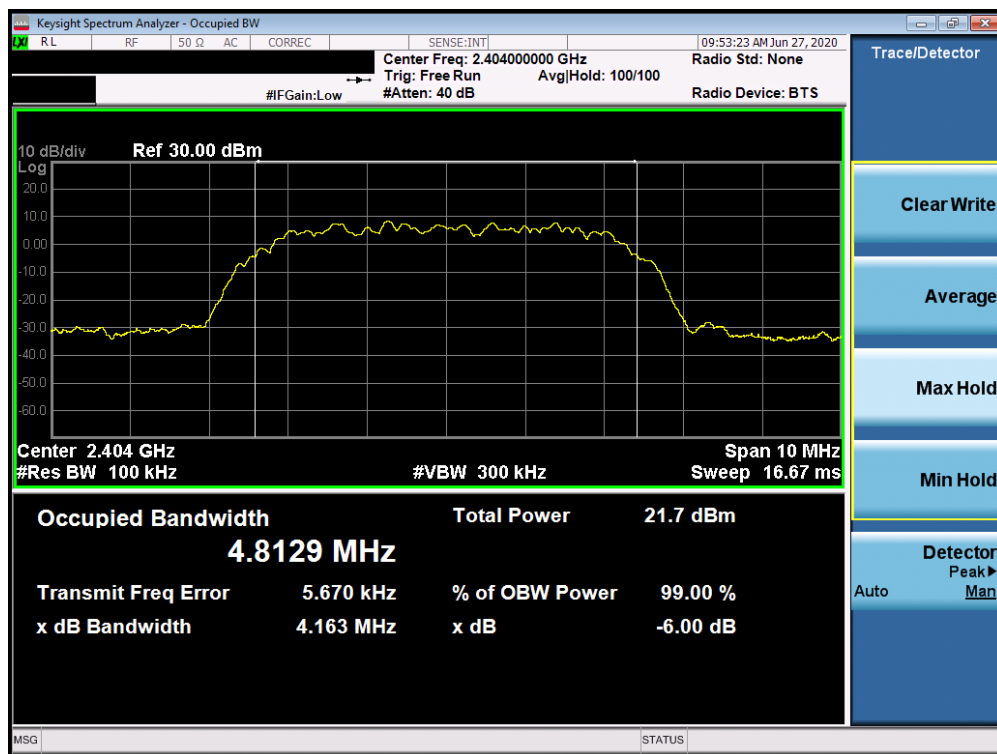 Keysight Spectrum Analyzer - Occupied BW
LXI RL RF 50 Ω AC CORREC SENSE:INT 09:53:23 AM Jun 27, 2020
Center Freq: 2.404000000 GHz Radio Std: None
Trig: Free Run Avg|Hold: 100/100
#IFGain:Low #Atten: 40 dB Radio Device: BTS
Trace/Detector
10 dB/div Ref 30.00 dBm
Log
20.0
10.0
0.00
-10.0
-20.0
-30.0
-40.0
-50.0
-60.0
Center 2.404 GHz Span 10 MHz
#Res BW 100 kHz #VBW 300 kHz Sweep 16.67 ms
Occupied Bandwidth Total Power 21.7 dBm
4.8129 MHz
Transmit Freq Error 5.670 kHz % of OBW Power 99.00 %
x dB Bandwidth 4.163 MHz x dB -6.00 dB
Clear Write
Average
Max Hold
Min Hold
Detector
Peak▶
Auto Man
MSG STATUS